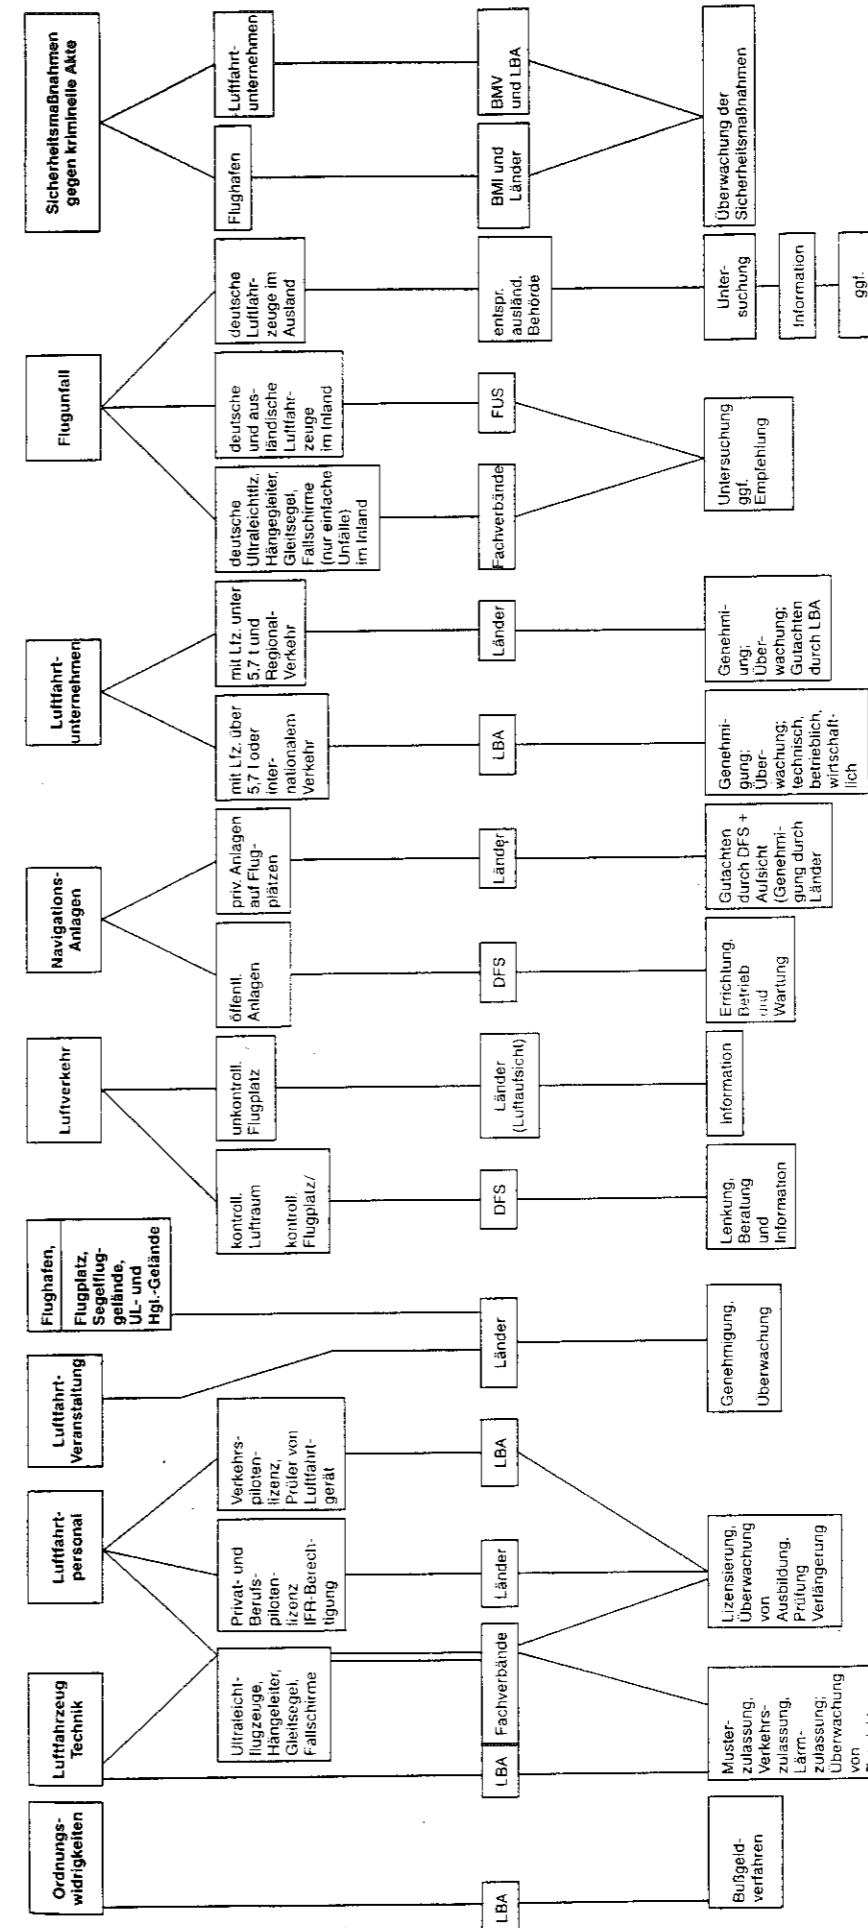 Ordnungs-
widrigkeiten
Luftfahrzeug
Technik
Luftfahrt-
personal
Luftfahrt-
Veranstaltung
Flughafen,
Flugplatz,
Segelflug-
gelände,
UL- und
Hgl.-Gelände
Luftverkehr
Navigations-
Anlagen
Luftfahrt-
unternehmen
Flugunfall
Sicherheitsmaßnahmen
gegen kriminelle Akte
Ultraleicht-
flugzeuge,
Hängeleiter,
Gleitsegel,
Fallschirme
Privat- und
Berufs-
piloten-
lizenz
IFR-Berech-
tigung
Verkehrs-
piloten-
lizenz,
Prüfer von
Luftfahrt-
gerät
kontroll.
Luftraum
kontroll.
Flugplatz/
unkontroll.
Flugplatz
öffentl.
Anlagen
priv. Anlagen
auf Flug-
plätzen
mit Lfz. über
5,7 t oder
inter-
nationalem
Verkehr
mit Lfz. unter
5,7 t und
Regional-
Verkehr
deutsche
Ultraleichtflz,
Hängegleiter,
Gleitsegel,
Fallschirme
(nur einfache
Unfälle)
im Inland
deutsche
und aus-
ländische
Luftfahr-
zeuge
im Inland
deutsche
Luftfahr-
zeuge im
Ausland
Flughafen
Luftfahrt-
unternehmen
LBA
LBA
Fachverbände
Länder
LBA
Länder
DFS
Länder
(Luftaufsicht)
DFS
Länder
LBA
Länder
Fachverbände
FUS
entspr.
ausländ.
Behörde
BMI und
Länder
BMV
und LBA
Bußgeld-
verfahren
Muster-
zulassung,
Verkehrs-
zulassung,
Lärm-
zulassung;
Überwachung
von
Lizensierung,
Überwachung
von
Ausbildung,
Prüfung
Verlängerung
Genehmigung,
Überwachung
Lenkung,
Beratung
und
Information
Information
Errichtung,
Betrieb
und
Wartung
Gutachten
durch DFS +
Aufsicht
(Genehmi-
gung durch
Länder
Genehmi-
gung;
Über-
wachung;
technisch,
betrieblich,
wirtschaft-
lich
Genehmi-
ung;
Über-
wachung;
Gutachten
durch LBA
Untersuchung
ggf.
Empfehlung
Unter-
suchung
Information
ggf.
Überwachung der
Sicherheitsmaßnahmen